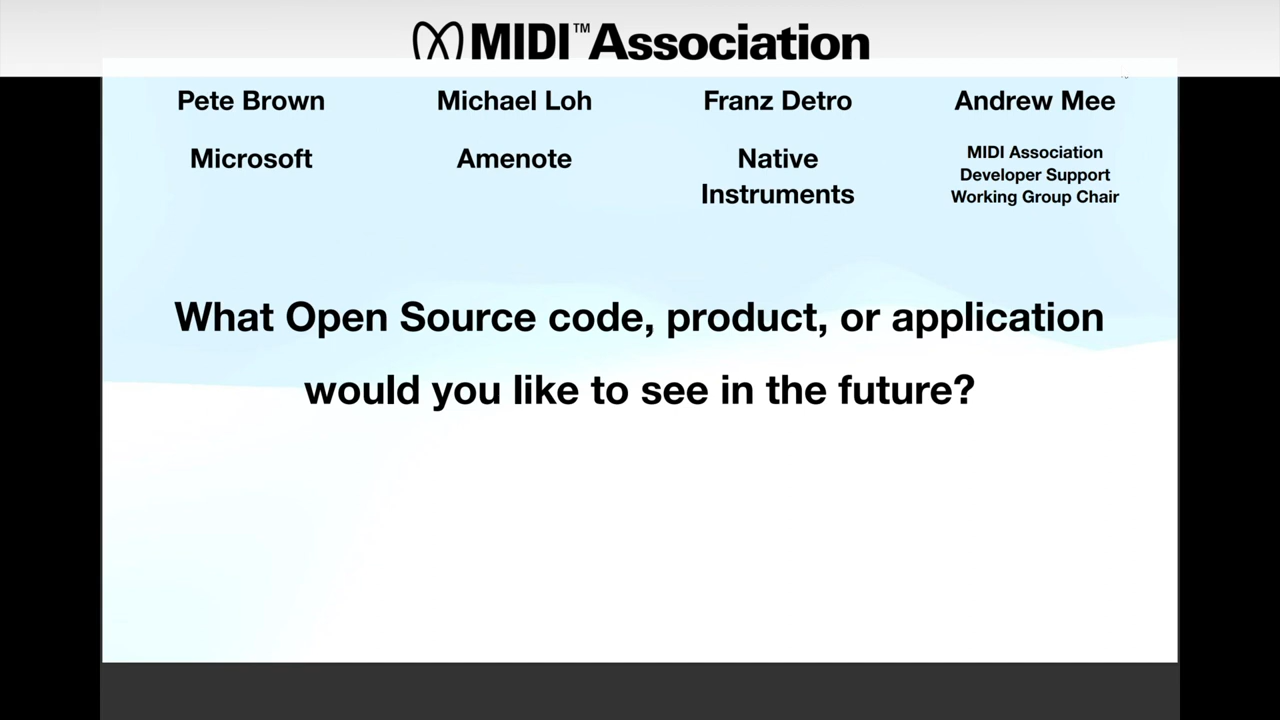 MIDI™ Association
Pete Brown
Michael Loh
Franz Detro
Andrew Mee
Microsoft
Amenote
Native
Instruments
MIDI Association
Developer Support
Working Group Chair
What Open Source code, product, or application
would you like to see in the future?